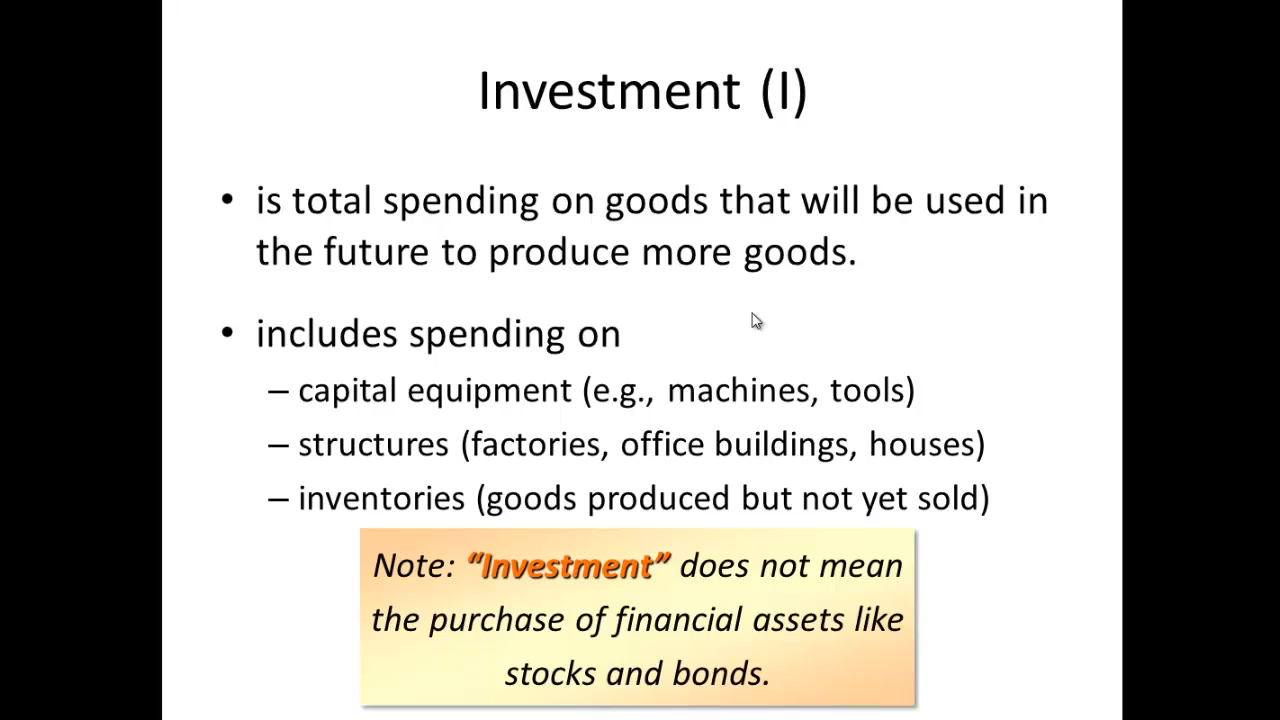 Investment (I)
• is total spending on goods that will be used in
the future to produce more goods.
• includes spending on
– capital equipment (e.g., machines, tools)
– structures (factories, office buildings, houses)
– inventories (goods produced but not yet sold)
Note: “Investment” does not mean
the purchase of financial assets like
stocks and bonds.